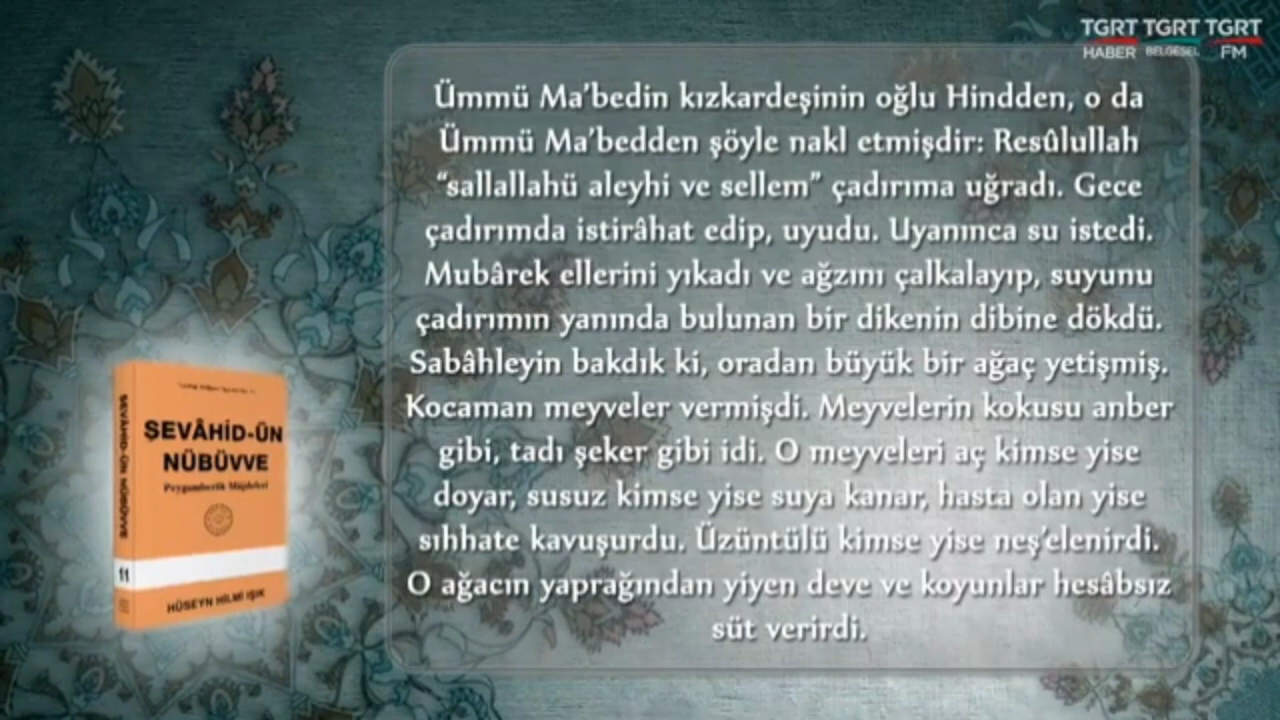 TGRT TGRT TGRT
HABER BELGESEL FM
Ümmü Ma’bedin kızkardeşinin oğlu Hindden, o da
Ümmü Ma’bedden şöyle nakl etmişdir: Resûlullah
“sallallahü aleyhi ve sellem” çadırıma uğradı. Gece
çadırımda istirâhat edip, uyudu. Uyanınca su istedi.
Mubârek ellerini yıkadı ve ağzını çalkalayıp, suyunu
çadırımın yanında bulunan bir dikenin dibine dökdü.
Sabâhleyin bakdık ki, oradan büyük bir ağaç yetişmiş.
Kocaman meyveler vermişdi. Meyvelerin kokusu anber
gibi, tadı şeker gibi idi. O meyveleri aç kimse yise
doyar, susuz kimse yise suya kanar, hasta olan yise
sıhhate kavuşurdu. Üzüntülü kimse yise neş’elenirdi.
O ağacın yaprağından yiyen deve ve koyunlar hesâbsız
süt verirdi.
ŞEVÂHİD-ÜN
NÜBÜVVE
Peygamberlik Müjdeleri
HÜSEYN HİLMİ IŞIK
ŞEVÂHİD-ÜN NÜBÜVVE
11